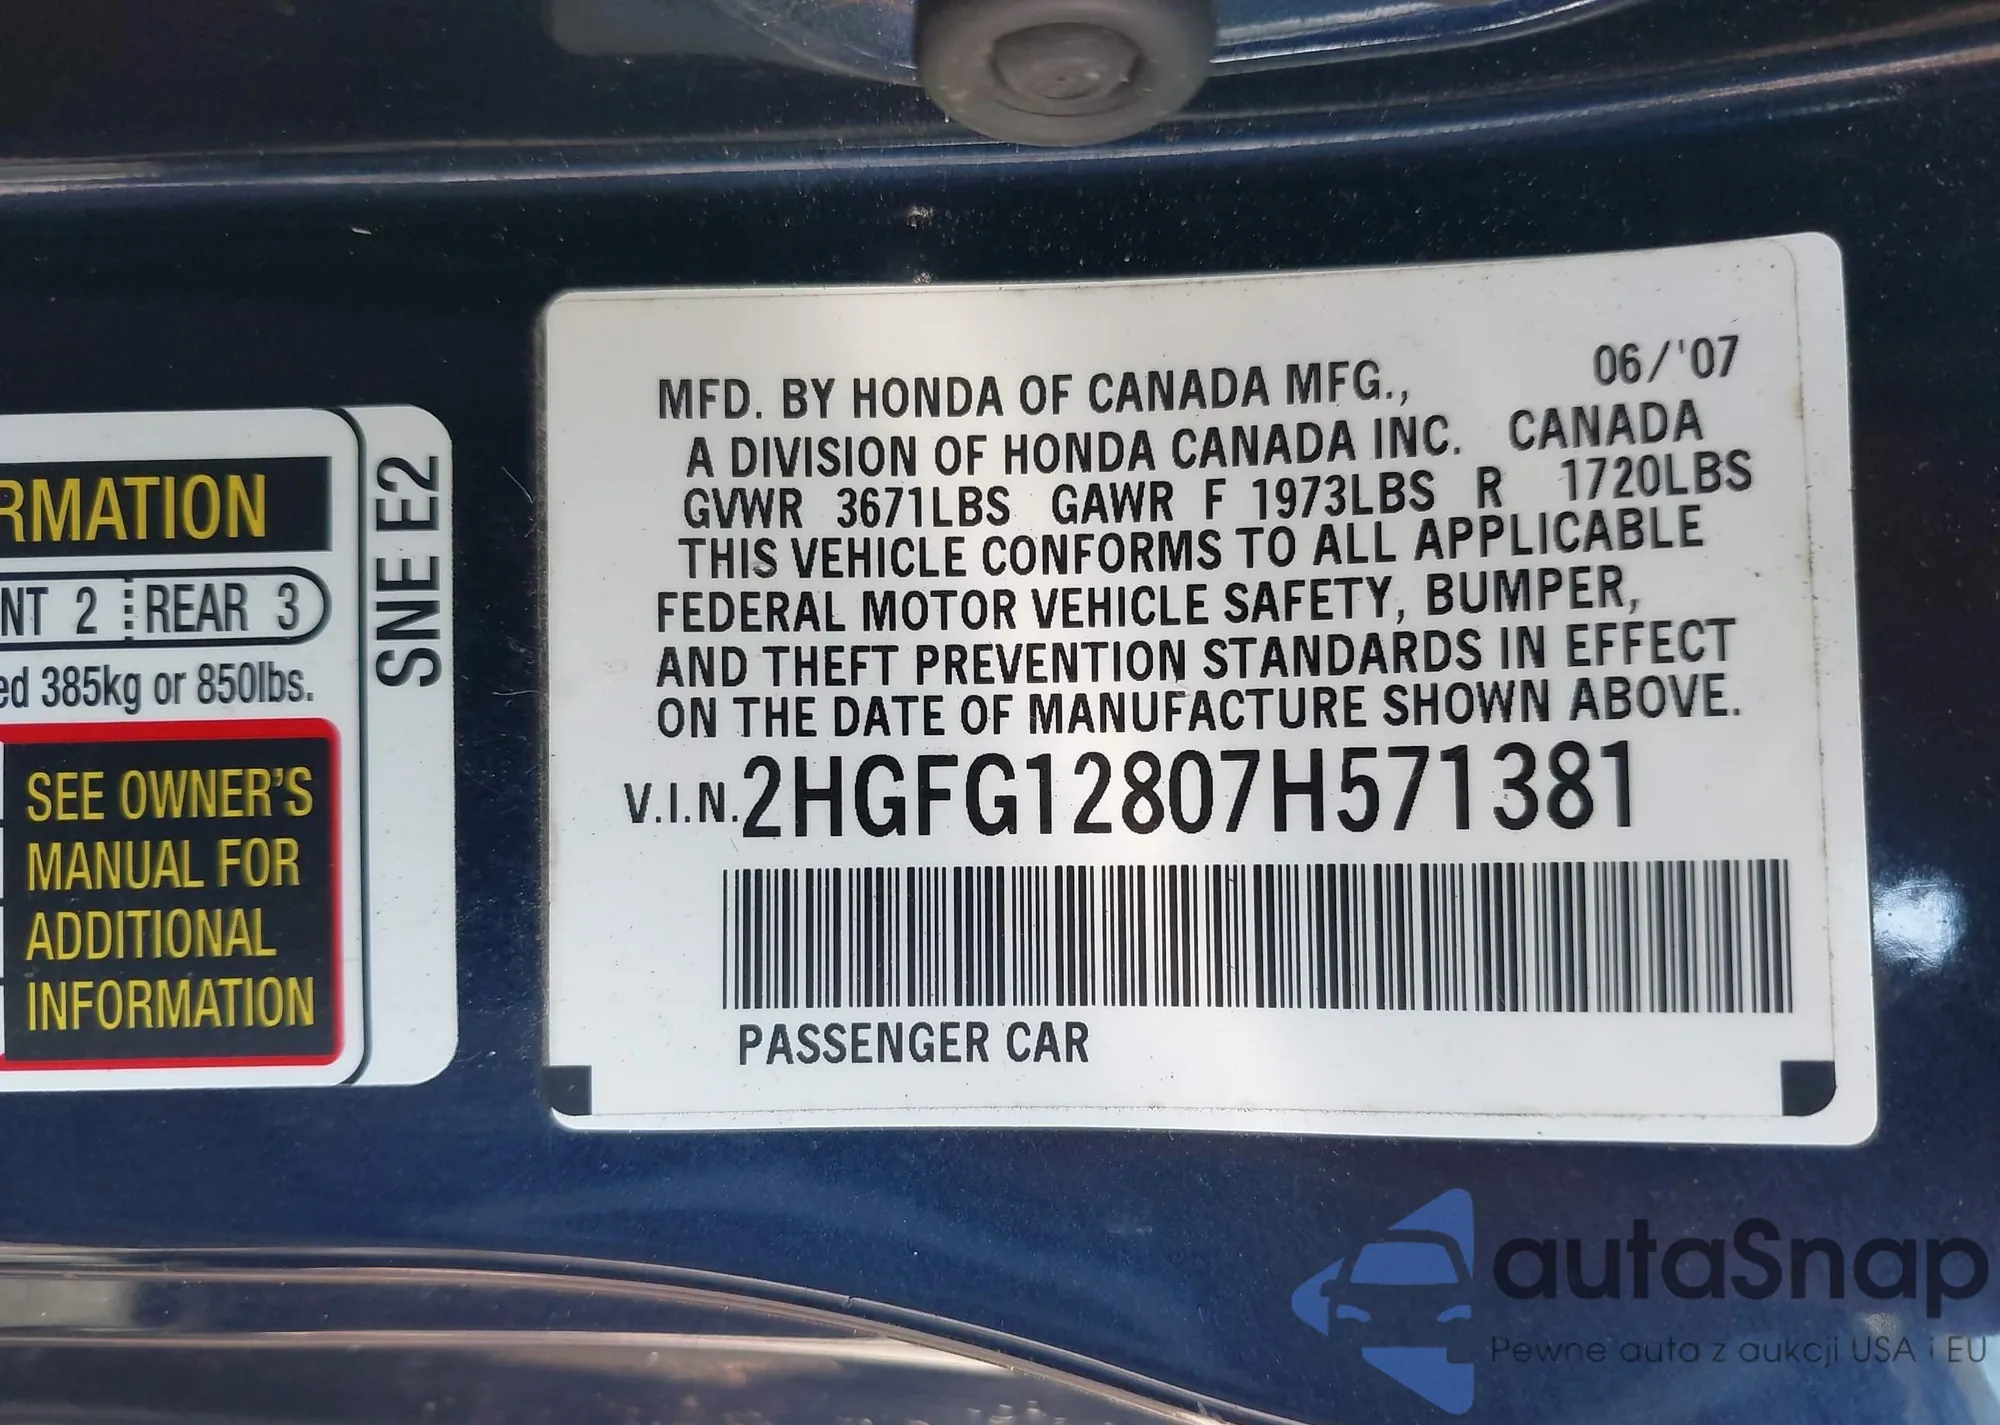 RMATION
NT 2 REAR 3
ed 385kg or 850lbs.
SEE OWNER'S
MANUAL FOR
ADDITIONAL
INFORMATION
SNE E2
06/'07
MFD. BY HONDA OF CANADA MFG.,
A DIVISION OF HONDA CANADA INC. CANADA
GVWR 3671LBS GAWR F 1973LBS R 1720LBS
THIS VEHICLE CONFORMS TO ALL APPLICABLE
FEDERAL MOTOR VEHICLE SAFETY, BUMPER,
AND THEFT PREVENTION STANDARDS IN EFFECT
ON THE DATE OF MANUFACTURE SHOWN ABOVE.
V.I.N. 2HGFG12807H571381
PASSENGER CAR
autaSnap
Pewne auta z aukcji USA i EU